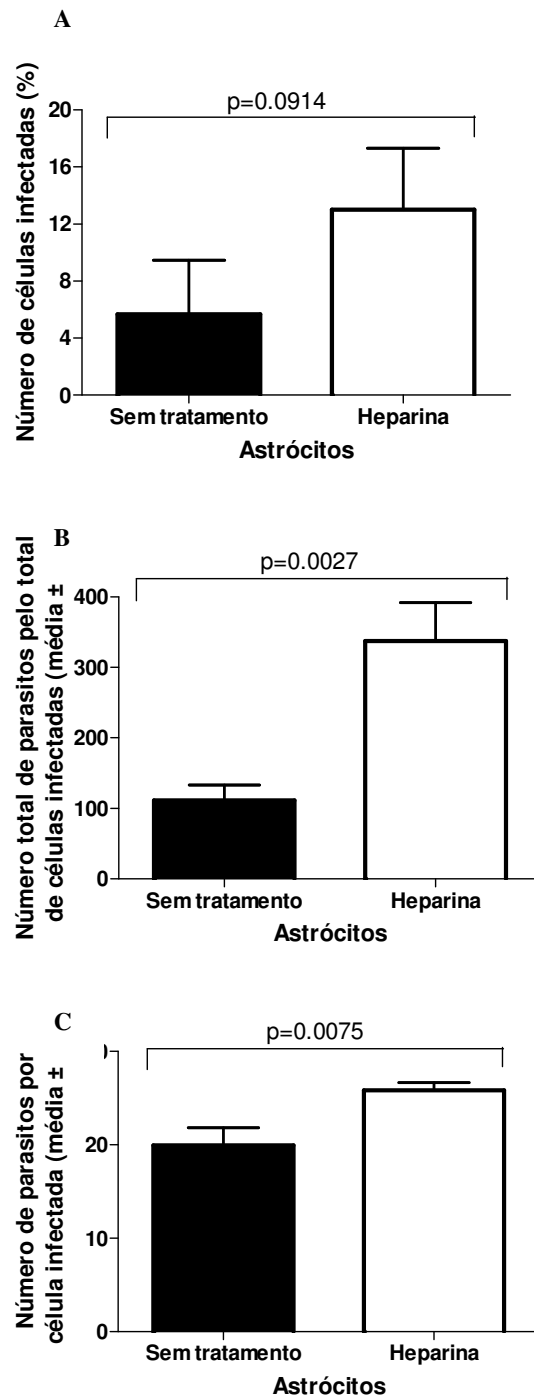 A
Número de células infectadas (%)
p=0.0914
20
16
12
8
4
0
Sem tratamento
Heparina
Astrócitos
B
Número total de parasitos pelo total
de células infectadas (média ±
p=0.0027
400
300
200
100
0
Sem tratamento
Heparina
Astrócitos
C
Número de parasitos por
célula infectada (média ±
p=0.0075
20
10
0
Sem tratamento
Heparina
Astrócitos